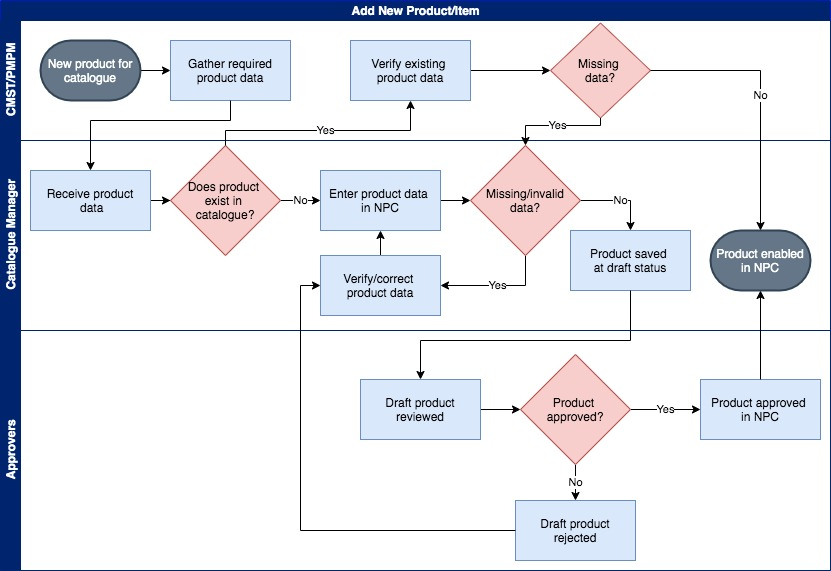 Add New Product/Item
CMST/PMPM
New product for
catalogue
Gather required
product data
Verify existing
product data
Missing
data?
No
Yes
Yes
Catalogue Manager
Receive product
data
Does product
exist in
catalogue?
No
Enter product data
in NPC
Missing/invalid
data?
No
Product saved
at draft status
Product enabled
in NPC
Verify/correct
product data
Yes
Approvers
Draft product
reviewed
Product
approved?
Yes
Product approved
in NPC
No
Draft product
rejected